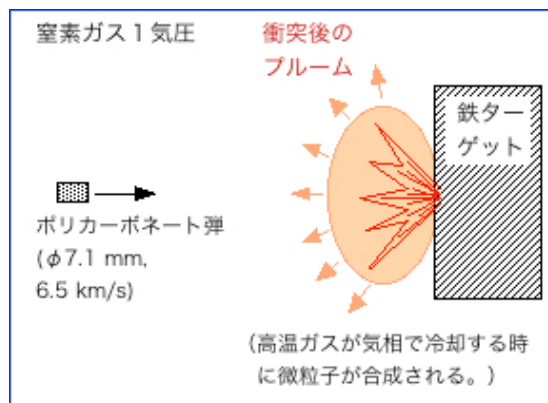 窒素ガス１気圧
衝突後の
プルーム
鉄ター
ゲット
ポリカーボネート弾
(φ7.1 mm,
6.5 km/s)
（高温ガスが気相で冷却する時
に微粒子が合成される。）